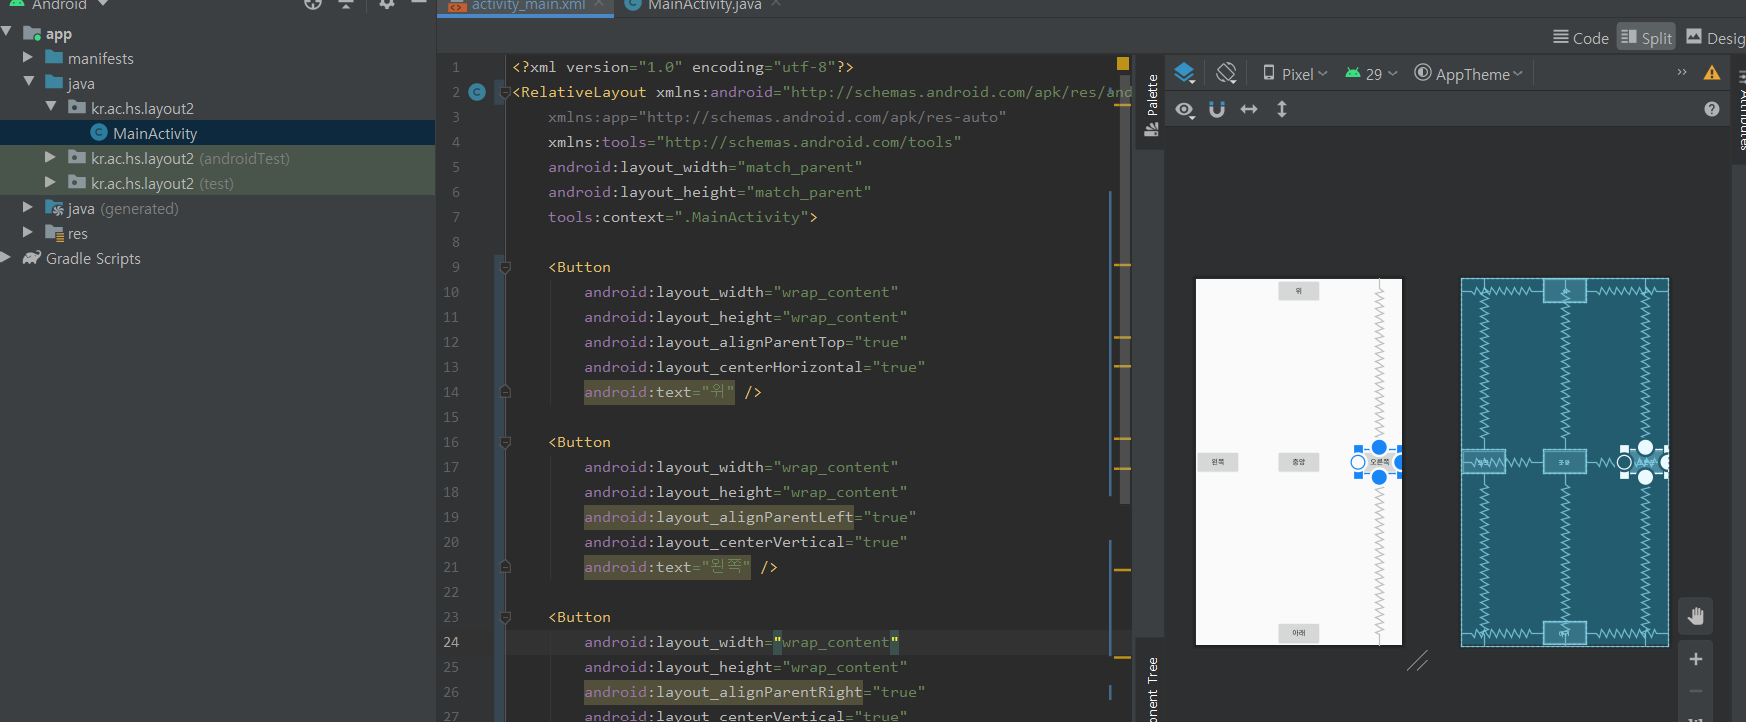 Android
activity_main.xml
MainActivity.java
app
manifests
java
kr.ac.hs.layout2
MainActivity
kr.ac.hs.layout2 (androidTest)
kr.ac.hs.layout2 (test)
java (generated)
res
Gradle Scripts
Code
Split
Desig
1 <?xml version="1.0" encoding="utf-8"?>
2 <RelativeLayout xmlns:android="http://schemas.android.com/apk/res/and
3 xmlns:app="http://schemas.android.com/apk/res-auto"
4 xmlns:tools="http://schemas.android.com/tools"
5 android:layout_width="match_parent"
6 android:layout_height="match_parent"
7 tools:context=".MainActivity">
8
9 <Button
10 android:layout_width="wrap_content"
11 android:layout_height="wrap_content"
12 android:layout_alignParentTop="true"
13 android:layout_centerHorizontal="true"
14 android:text="위" />
15
16 <Button
17 android:layout_width="wrap_content"
18 android:layout_height="wrap_content"
19 android:layout_alignParentLeft="true"
20 android:layout_centerVertical="true"
21 android:text="왼쪽" />
22
23 <Button
24 android:layout_width="wrap_content"
25 android:layout_height="wrap_content"
26 android:layout_alignParentRight="true"
27 android:layout_centerVertical="true"
Palette
Pixel
29
AppTheme
Attributes
위
왼쪽
중앙
오른쪽
아래
onent Tree